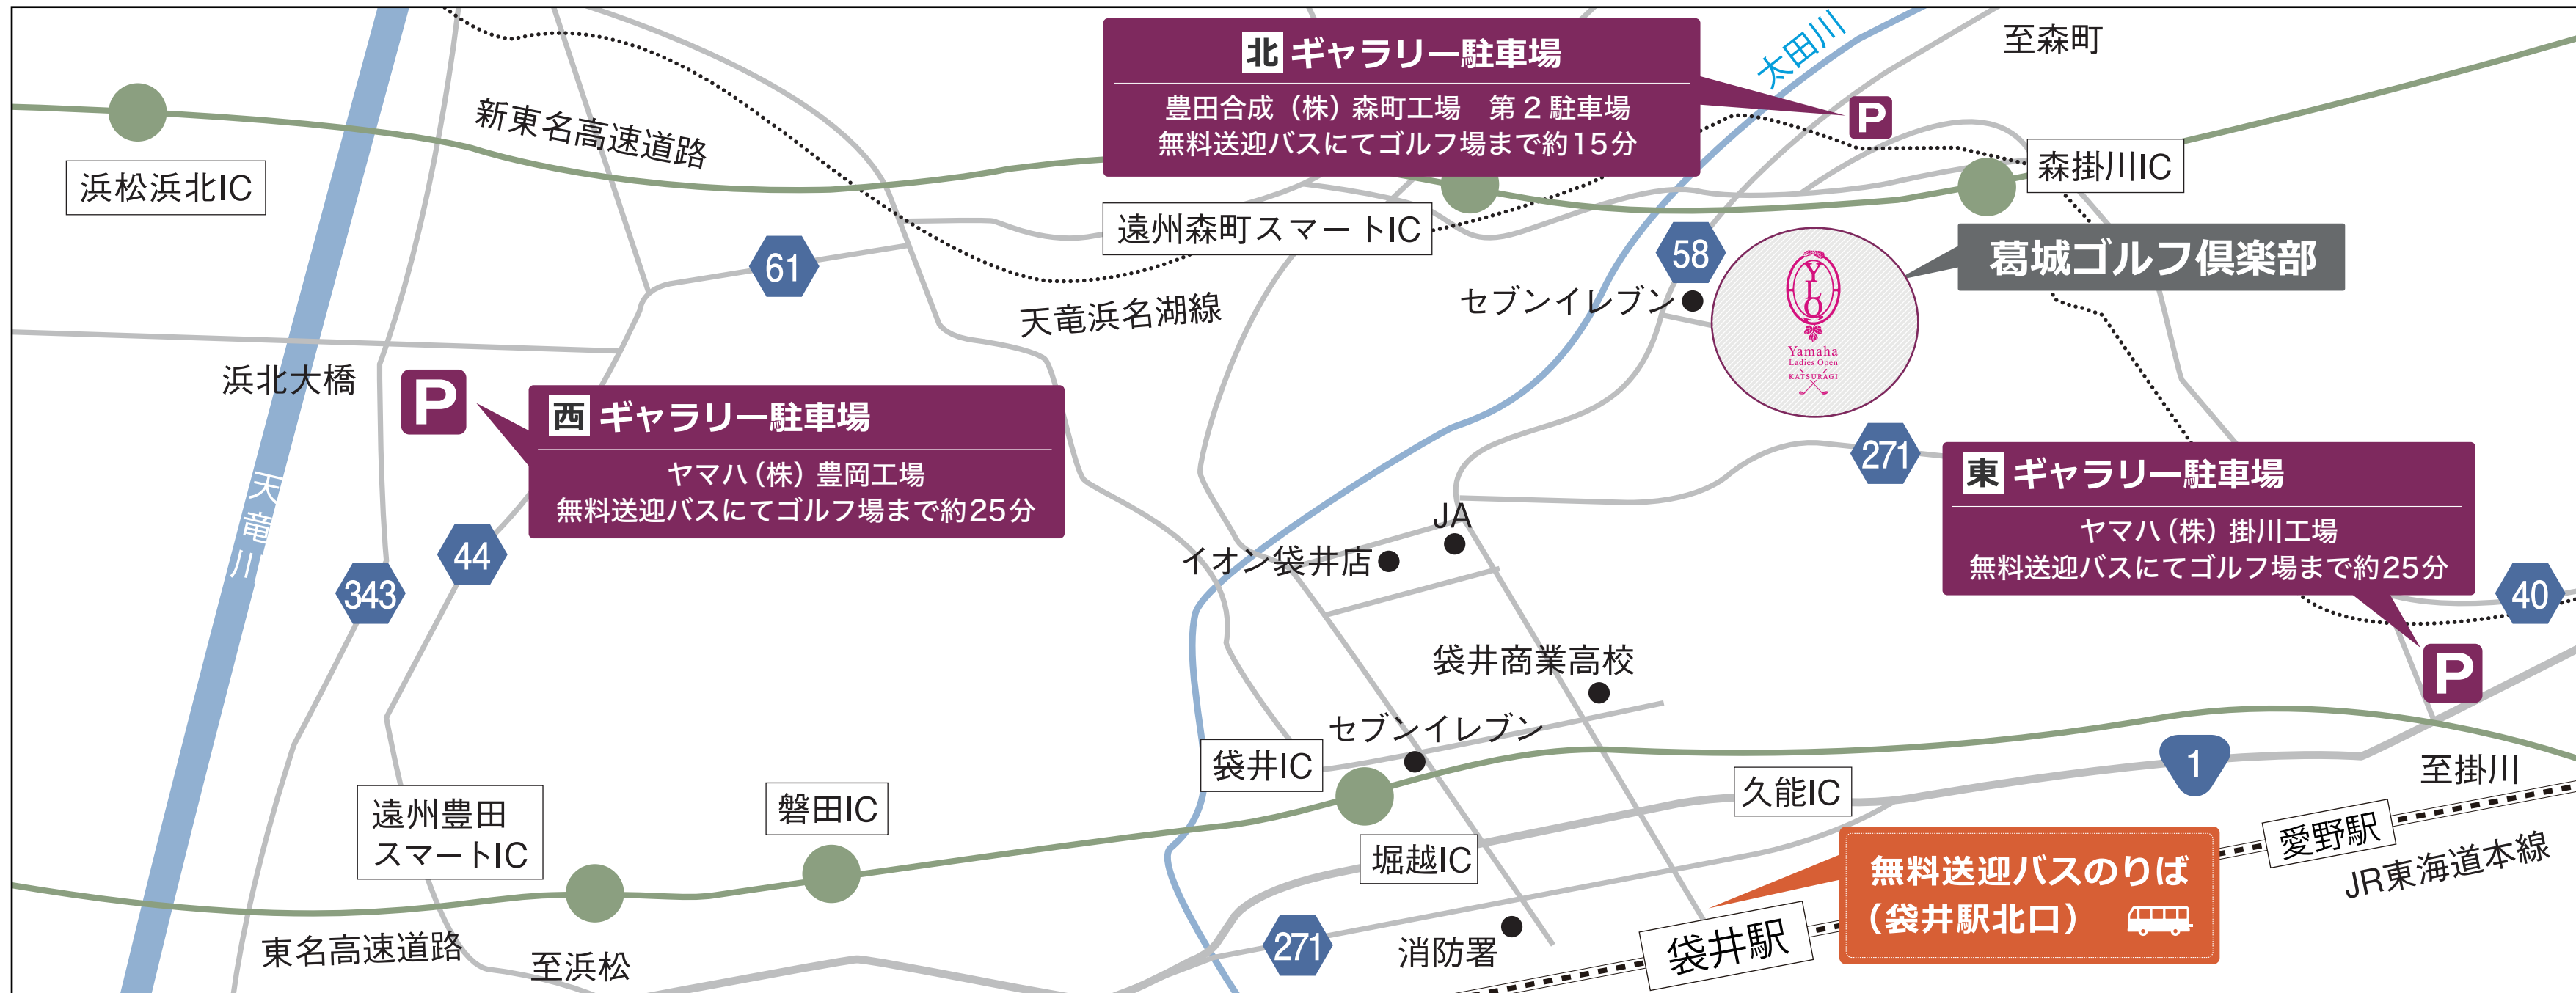 北 ギャラリー駐車場
豊田合成（株）森町工場　第２駐車場
無料送迎バスにてゴルフ場まで約15分
太田川
至森町
P
新東名高速道路
浜松浜北IC
森掛川IC
遠州森町スマートIC
61
58
葛城ゴルフ倶楽部
天竜浜名湖線
セブンイレブン
YLO
Yamaha
Ladies Open
KATSURAGI
浜北大橋
P
西 ギャラリー駐車場
ヤマハ（株）豊岡工場
無料送迎バスにてゴルフ場まで約25分
天竜川
271
東 ギャラリー駐車場
ヤマハ（株）掛川工場
無料送迎バスにてゴルフ場まで約25分
JA
イオン袋井店
44
343
40
P
袋井商業高校
セブンイレブン
袋井IC
久能IC
1
至掛川
遠州豊田
スマートIC
磐田IC
堀越IC
愛野駅
JR東海道本線
無料送迎バスのりば
（袋井駅北口）
東名高速道路
至浜松
271
消防署
袋井駅